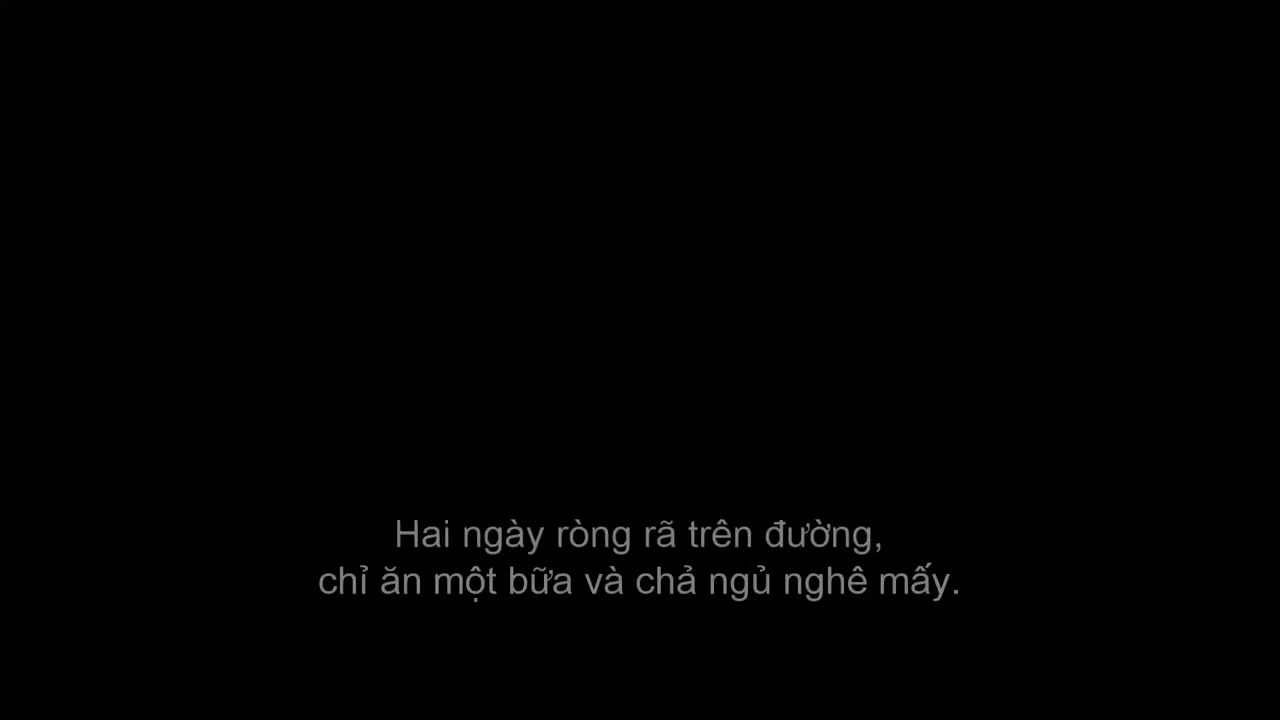 Hai ngày ròng rã trên đường,
chỉ ăn một bữa và chả ngủ nghê mấy.